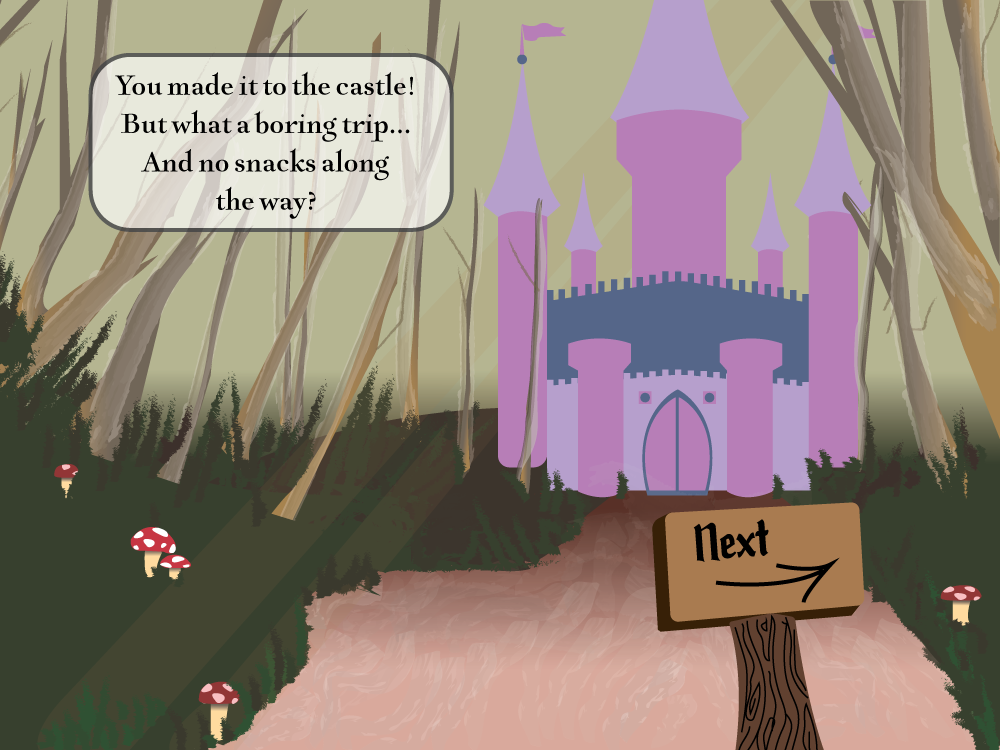 You made it to the castle!
But what a boring trip...
And no snacks along
the way?
Next